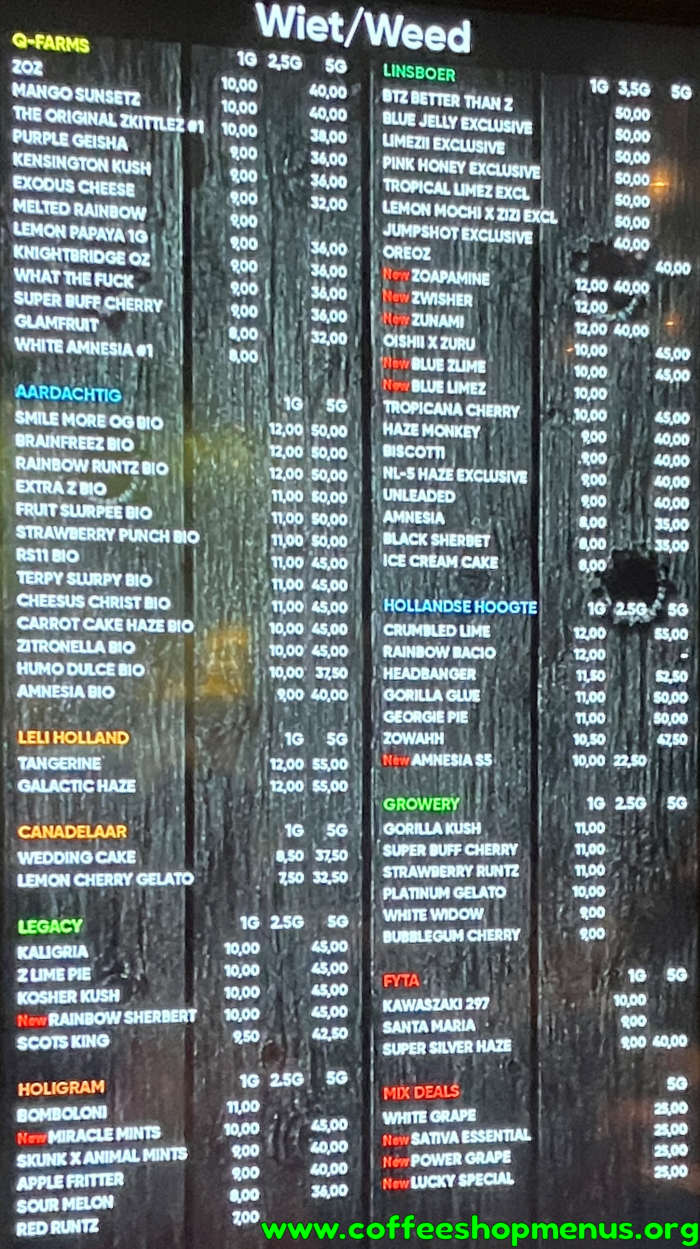 Wiet/Weed
Q-FARMS 1G 2,5G 5G
ZOZ 10,00 40,00
MANGO SUNSETZ 10,00 40,00
THE ORIGINAL ZKITTLEZ #1 10,00 38,00
PURPLE GEISHA 9,00 36,00
KENSINGTON KUSH 9,00 36,00
EXODUS CHEESE 9,00 32,00
MELTED RAINBOW 9,00
LEMON PAPAYA 1G 9,00 36,00
KNIGHTBRIDGE OZ 9,00 36,00
WHAT THE FUCK 9,00 36,00
SUPER BUFF CHERRY 9,00 36,00
GLAMFRUIT 8,00 32,00
WHITE AMNESIA #1 8,00
AARDACHTIG 1G 5G
SMILE MORE OG BIO 12,00 50,00
BRAINFREEZ BIO 12,00 50,00
RAINBOW RUNTZ BIO 12,00 50,00
EXTRA Z BIO 11,00 50,00
FRUIT SLURPEE BIO 11,00 50,00
STRAWBERRY PUNCH BIO 11,00 50,00
RS11 BIO 11,00 45,00
TERPY SLURPY BIO 11,00 45,00
CHEESUS CHRIST BIO 11,00 45,00
CARROT CAKE HAZE BIO 10,00 45,00
ZITRONELLA BIO 10,00 45,00
HUMO DULCE BIO 10,00 37,50
AMNESIA BIO 9,00 40,00
LELI HOLLAND 1G 5G
TANGERINE 12,00 55,00
GALACTIC HAZE 12,00 55,00
CANADELAAR 1G 5G
WEDDING CAKE 8,50 37,50
LEMON CHERRY GELATO 7,50 32,50
LEGACY 1G 2.5G 5G
KALIGRIA 10,00 45,00
Z LIME PIE 10,00 45,00
KOSHER KUSH 10,00 45,00
New RAINBOW SHERBERT 10,00 45,00
SCOTS KING 9,50 42,50
HOLIGRAM 1G 2.5G 5G
BOMBOLONI 11,00
New MIRACLE MINTS 10,00 45,00
SKUNK X ANIMAL MINTS 9,00 40,00
APPLE FRITTER 9,00 40,00
SOUR MELON 8,00 36,00
RED RUNTZ 7,00
LINSBOER 1G 3,5G 5G
BTZ BETTER THAN Z 50,00
BLUE JELLY EXCLUSIVE 50,00
LIMEZII EXCLUSIVE 50,00
PINK HONEY EXCLUSIVE 50,00
TROPICAL LIMEZ EXCL 50,00
LEMON MOCHI X ZIZI EXCL 50,00
JUMPSHOT EXCLUSIVE 40,00
OREOZ 40,00
New ZOAPAMINE 12,00 40,00
New ZWISHER 12,00
New ZUNAMI 12,00 40,00
OISHII X ZURU 10,00 45,00
New BLUE ZLIME 10,00 45,00
New BLUE LIMEZ 10,00
TROPICANA CHERRY 10,00 45,00
HAZE MONKEY 9,00 40,00
BISCOTTI 9,00 40,00
NL-5 HAZE EXCLUSIVE 9,00 40,00
UNLEADED 9,00 40,00
AMNESIA 8,00 35,00
BLACK SHERBET 8,00 35,00
ICE CREAM CAKE 8,00
HOLLANDSE HOOGTE 1G 2.5G 5G
CRUMBLED LIME 12,00 55,00
RAINBOW BACIO 12,00 -
HEADBANGER 11,50 52,50
GORILLA GLUE 11,00 50,00
GEORGIE PIE 11,00 50,00
ZOWAHH 10,50 47,50
New AMNESIA S5 10,00 22,50
GROWERY 1G 2.5G 5G
GORILLA KUSH 11,00
SUPER BUFF CHERRY 11,00
STRAWBERRY RUNTZ 11,00
PLATINUM GELATO 10,00
WHITE WIDOW 9,00
BUBBLEGUM CHERRY 9,00
FYTA 1G 5G
KAWASZAKI 297 10,00
SANTA MARIA 9,00
SUPER SILVER HAZE 9,00 40,00
MIX DEALS 5G
WHITE GRAPE 25,00
New SATIVA ESSENTIAL 25,00
New POWER GRAPE 25,00
New LUCKY SPECIAL 25,00
www.coffeeshopmenus.org